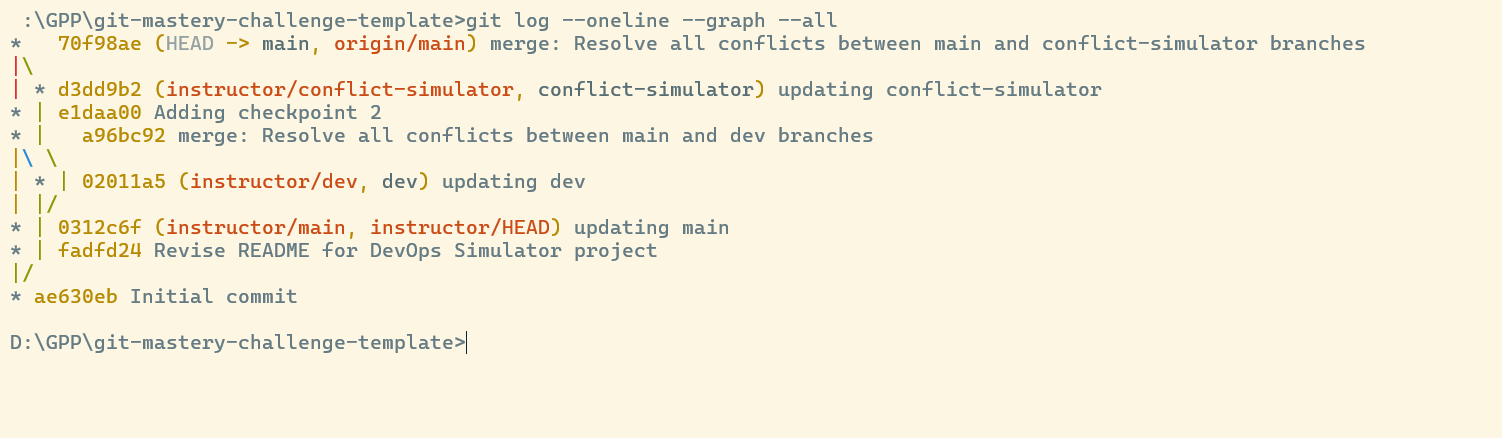 :\GPP\git-mastery-challenge-template>git log --oneline --graph --all
*   70f98ae (HEAD -> main, origin/main) merge: Resolve all conflicts between main and conflict-simulator branches
|\
| * d3dd9b2 (instructor/conflict-simulator, conflict-simulator) updating conflict-simulator
* | e1daa00 Adding checkpoint 2
* |   a96bc92 merge: Resolve all conflicts between main and dev branches
|\ \
| * | 02011a5 (instructor/dev, dev) updating dev
| |/
* | 0312c6f (instructor/main, instructor/HEAD) updating main
* | fadfd24 Revise README for DevOps Simulator project
|/
* ae630eb Initial commit
D:\GPP\git-mastery-challenge-template>